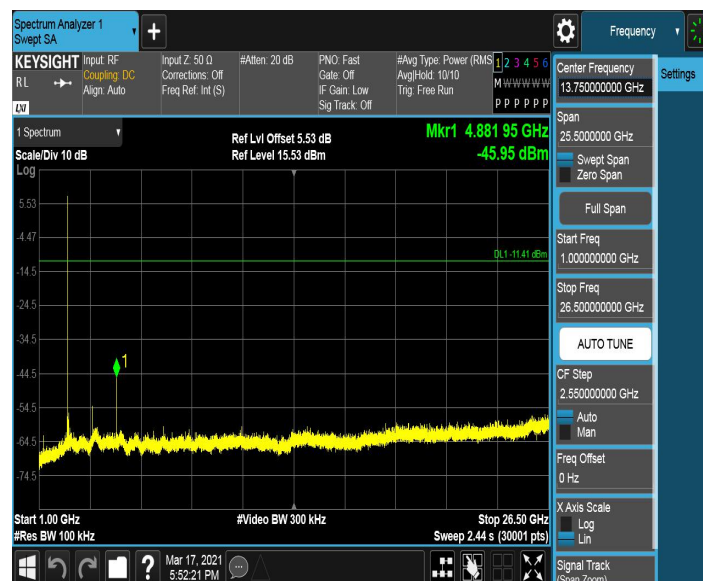 Spectrum Analyzer 1
Swept SA
+
Frequency
KEYSIGHT
RL
LXI
Input: RF
Coupling: DC
Align: Auto
Input Z: 50 Ω
Corrections: Off
Freq Ref: Int (S)
#Atten: 20 dB
PNO: Fast
Gate: Off
IF Gain: Low
Sig Track: Off
#Avg Type: Power (RMS
Avg|Hold: 10/10
Trig: Free Run
1 2 3 4 5 6
M W W W W W
P P P P P P
Center Frequency
13.750000000 GHz
Settings
Span
25.5000000 GHz
Swept Span
Zero Span
Full Span
Start Freq
1.000000000 GHz
Stop Freq
26.500000000 GHz
AUTO TUNE
CF Step
2.550000000 GHz
Auto
Man
Freq Offset
0 Hz
X Axis Scale
Log
Lin
Signal Track
(Span Zoom)
1 Spectrum
Scale/Div 10 dB
Ref Lvl Offset 5.53 dB
Ref Level 15.53 dBm
Mkr1 4.881 95 GHz
-45.95 dBm
Log
5.53
-4.47
-14.5
-24.5
-34.5
-44.5
-54.5
-64.5
-74.5
DL1 -11.41 dBm
1
Start 1.00 GHz
#Res BW 100 kHz
#Video BW 300 kHz
Stop 26.50 GHz
Sweep 2.44 s (30001 pts)
?
Mar 17, 2021
5:52:21 PM